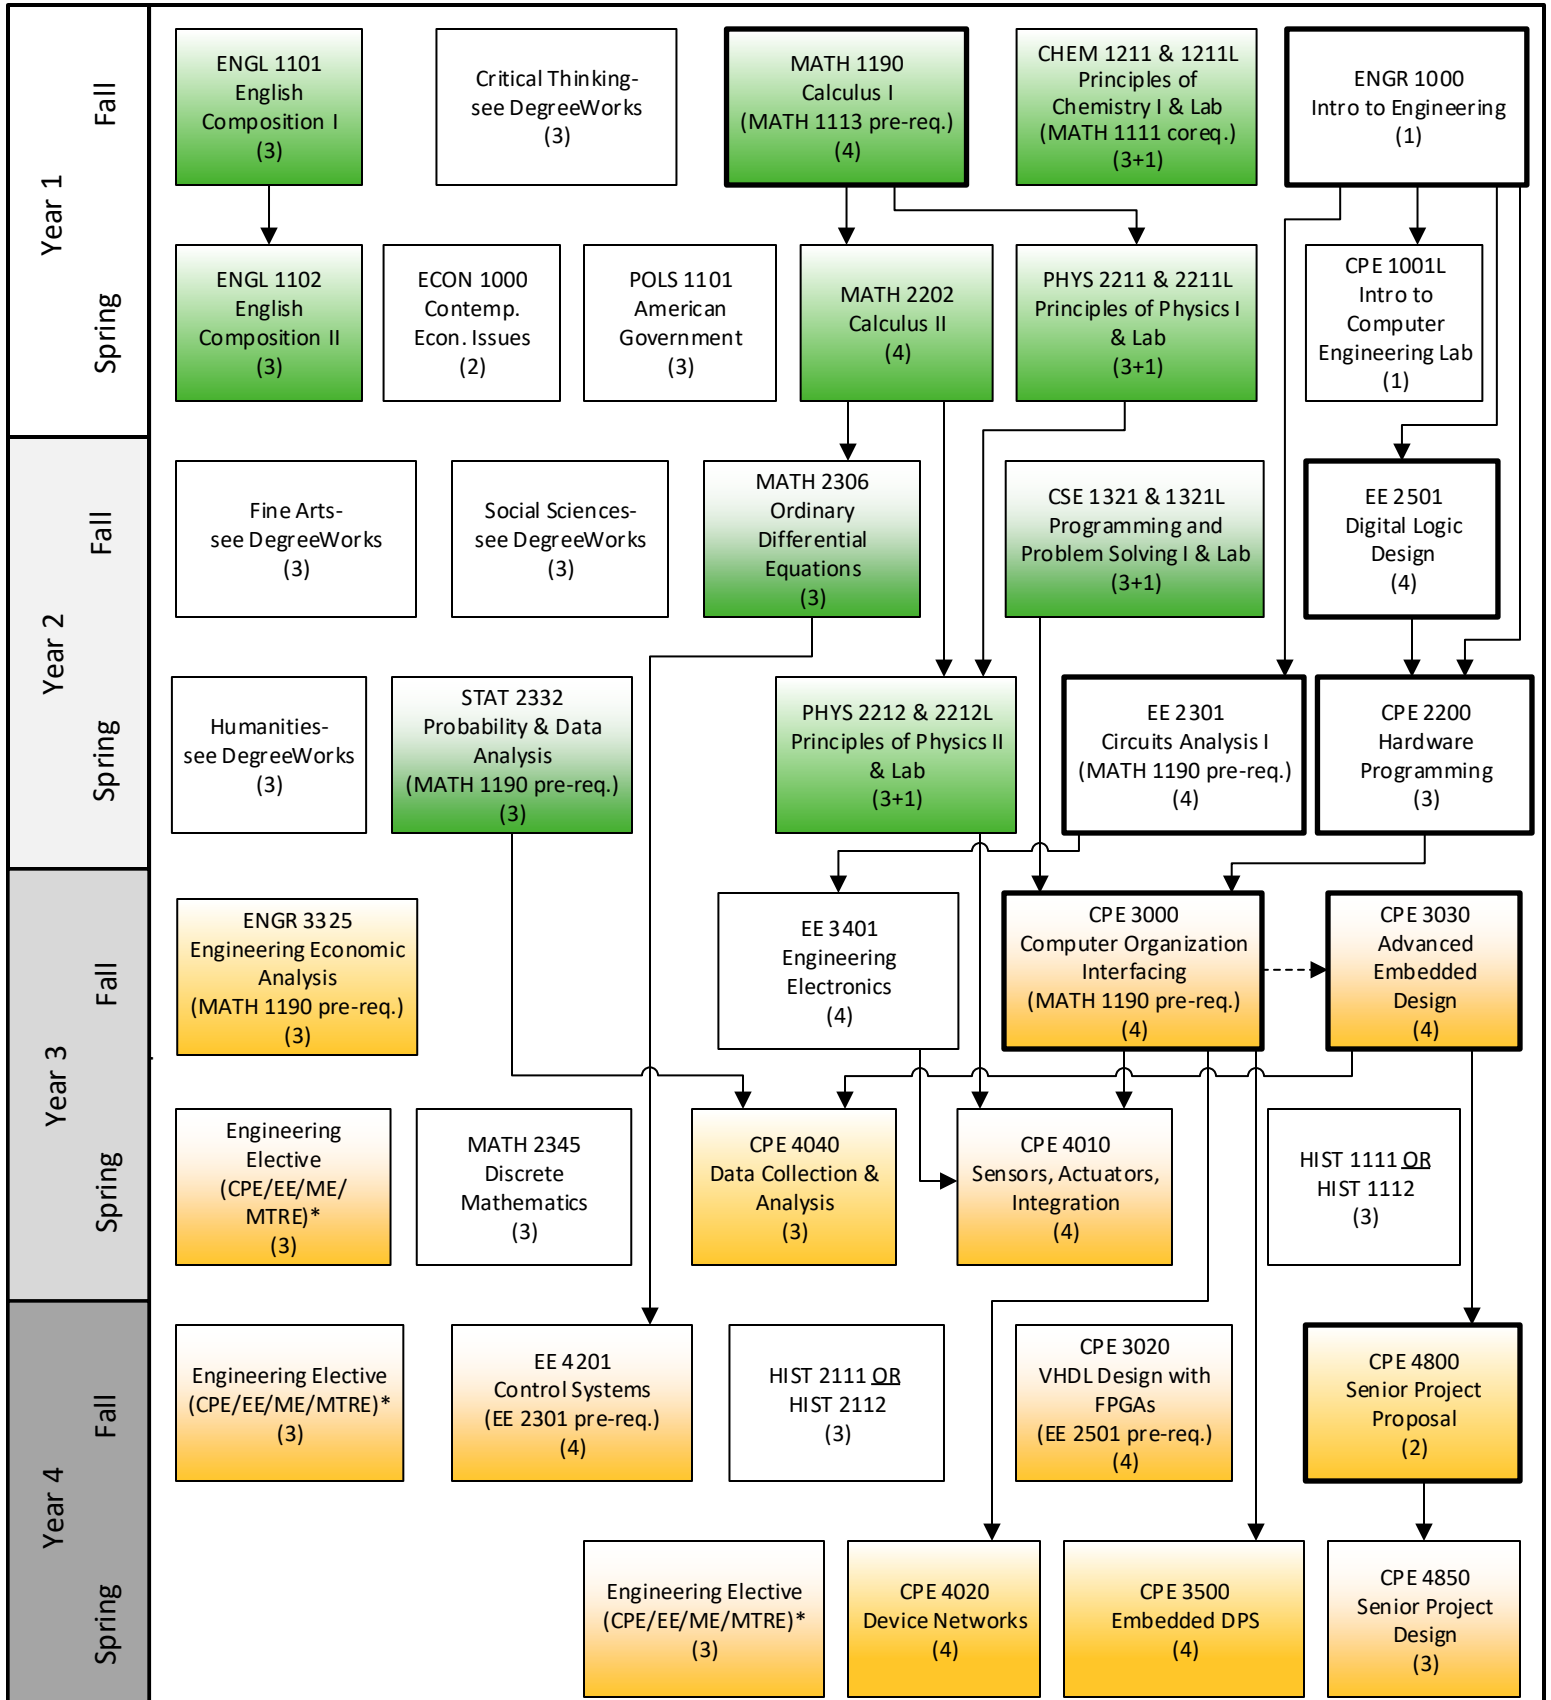 Year 1
Fall
ENGL 1101
English
Composition I
(3)
Critical Thinking-
see DegreeWorks
(3)
MATH 1190
Calculus I
(MATH 1113 pre-req.)
(4)
CHEM 1211 & 1211L
Principles of
Chemistry I & Lab
(MATH 1111 coreq.)
(3+1)
ENGR 1000
Intro to Engineering
(1)
Spring
ENGL 1102
English
Composition II
(3)
ECON 1000
Contemp.
Econ. Issues
(2)
POLS 1101
American
Government
(3)
MATH 2202
Calculus II
(4)
PHYS 2211 & 2211L
Principles of Physics I
& Lab
(3+1)
CPE 1001L
Intro to
Computer
Engineering Lab
(1)
Year 2
Fall
Fine Arts-
see DegreeWorks
(3)
Social Sciences-
see DegreeWorks
(3)
MATH 2306
Ordinary
Differential
Equations
(3)
CSE 1321 & 1321L
Programming and
Problem Solving I & Lab
(3+1)
EE 2501
Digital Logic
Design
(4)
Spring
Humanities-
see DegreeWorks
(3)
STAT 2332
Probability & Data
Analysis
(MATH 1190 pre-req.)
(3)
PHYS 2212 & 2212L
Principles of Physics II
& Lab
(3+1)
EE 2301
Circuits Analysis I
(MATH 1190 pre-req.)
(4)
CPE 2200
Hardware
Programming
(3)
Year 3
Fall
ENGR 3325
Engineering Economic
Analysis
(MATH 1190 pre-req.)
(3)
EE 3401
Engineering
Electronics
(4)
CPE 3000
Computer Organization
Interfacing
(MATH 1190 pre-req.)
(4)
CPE 3030
Advanced
Embedded
Design
(4)
Spring
Engineering
Elective
(CPE/EE/ME/
MTRE)*
(3)
MATH 2345
Discrete
Mathematics
(3)
CPE 4040
Data Collection &
Analysis
(3)
CPE 4010
Sensors, Actuators,
Integration
(4)
HIST 1111 OR
HIST 1112
(3)
Year 4
Fall
Engineering Elective
(CPE/EE/ME/MTRE)*
(3)
EE 4201
Control Systems
(EE 2301 pre-req.)
(4)
HIST 2111 OR
HIST 2112
(3)
CPE 3020
VHDL Design with
FPGAs
(EE 2501 pre-req.)
(4)
CPE 4800
Senior Project
Proposal
(2)
Spring
Engineering Elective
(CPE/EE/ME/MTRE)*
(3)
CPE 4020
Device Networks
(4)
CPE 3500
Embedded DPS
(4)
CPE 4850
Senior Project
Design
(3)